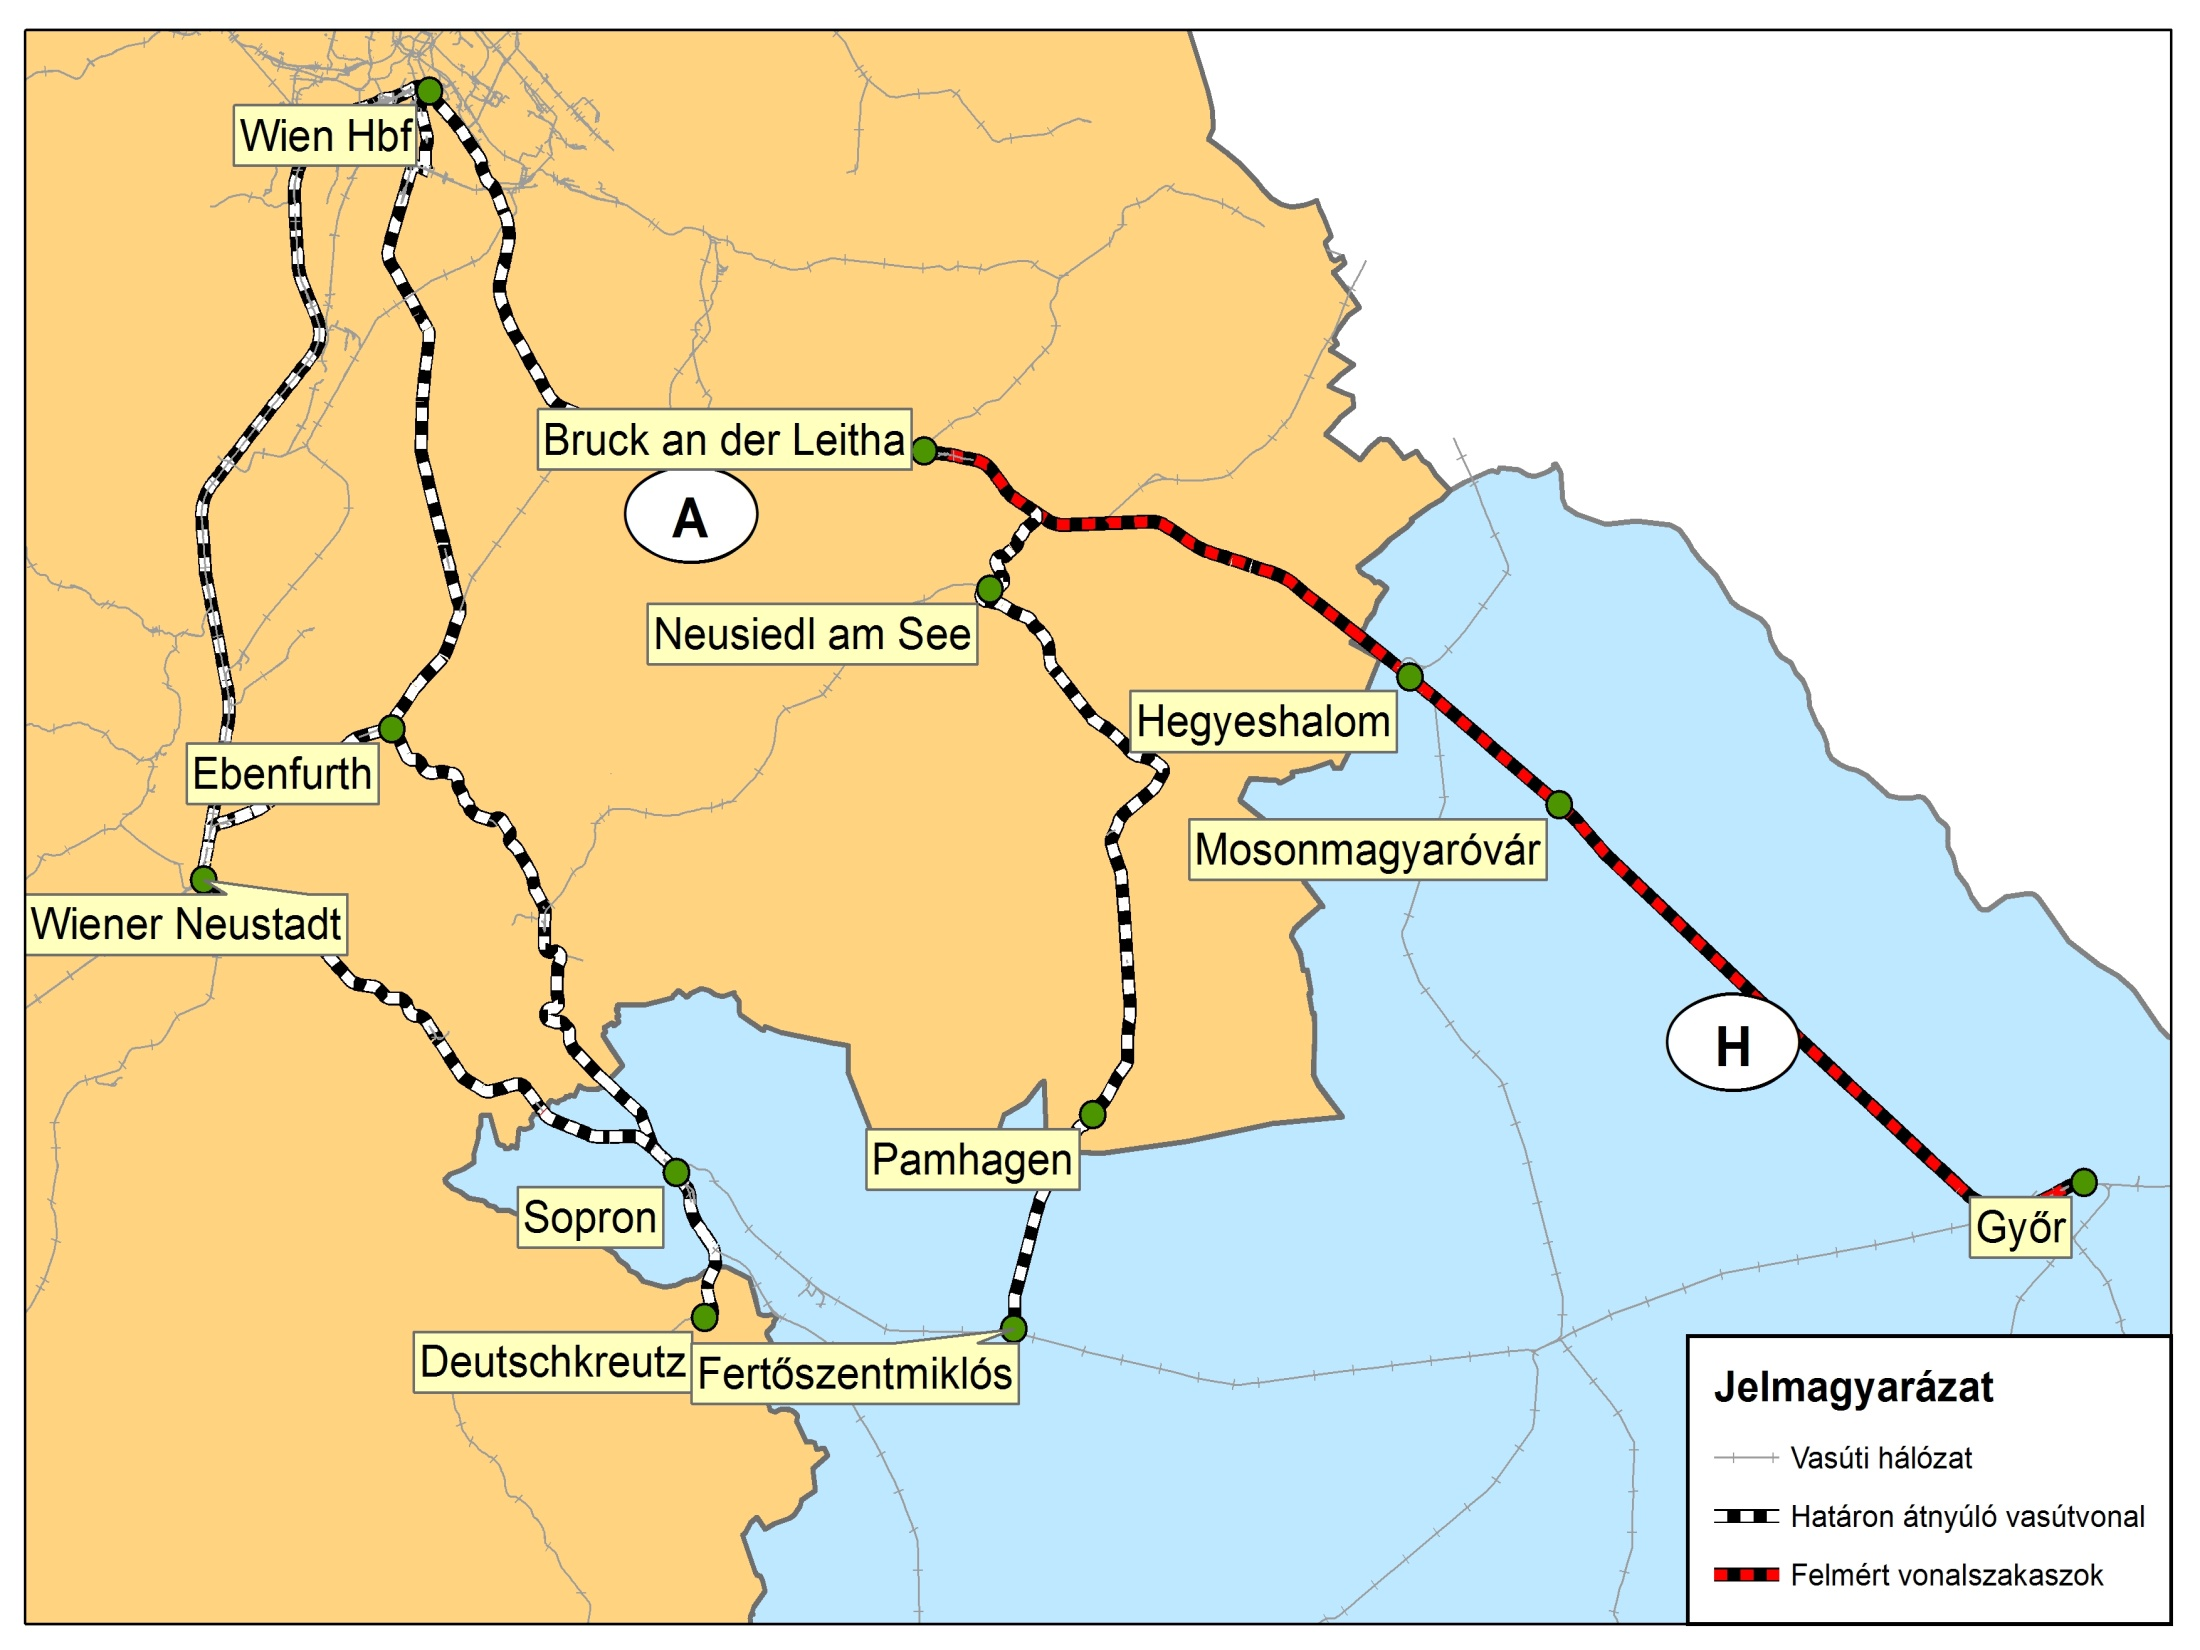 Wien Hbf
Bruck an der Leitha
A
Neusiedl am See
Hegyeshalom
Ebenfurth
Mosonmagyaróvár
Wiener Neustadt
H
Pamhagen
Sopron
Győr
Deutschkreutz
Fertőszentmiklós
Jelmagyarázat
Vasúti hálózat
Határon átnyúló vasútvonal
Felmért vonalszakaszok